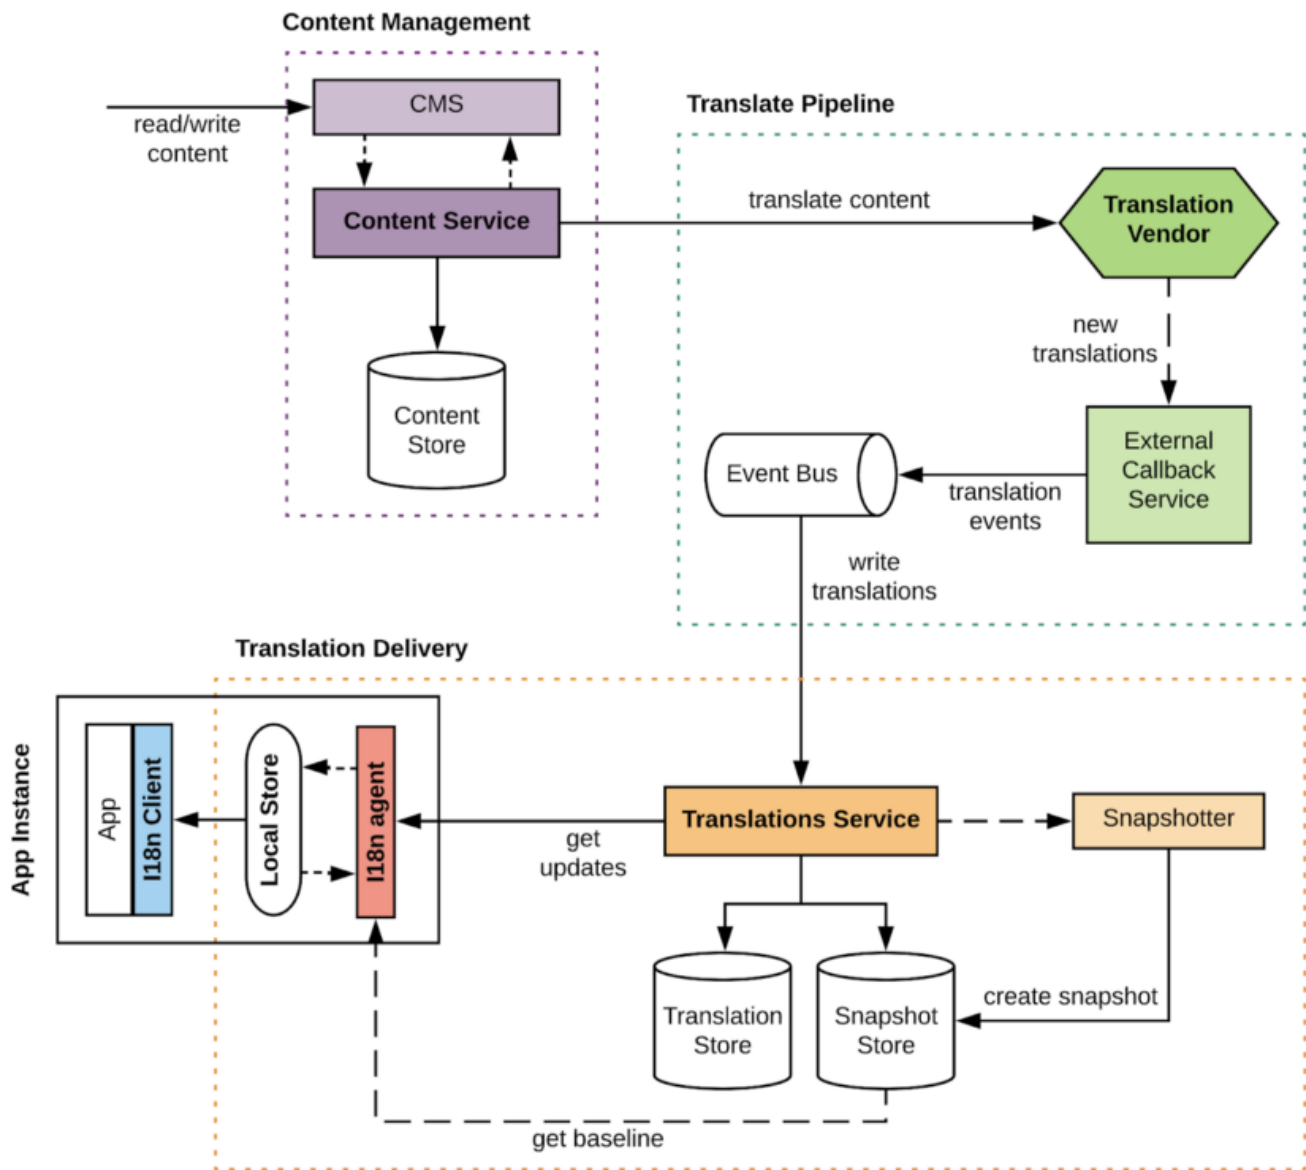 Content Management
CMS
read/write
content
Content Service
Content
Store
Translate Pipeline
translate content
Translation
Vendor
new
translations
External
Callback
Service
translation
events
Event Bus
write
translations
Translation Delivery
App Instance
App
I18n Client
Local Store
I18n agent
get
updates
Translations Service
Snapshotter
Translation
Store
Snapshot
Store
create snapshot
get baseline